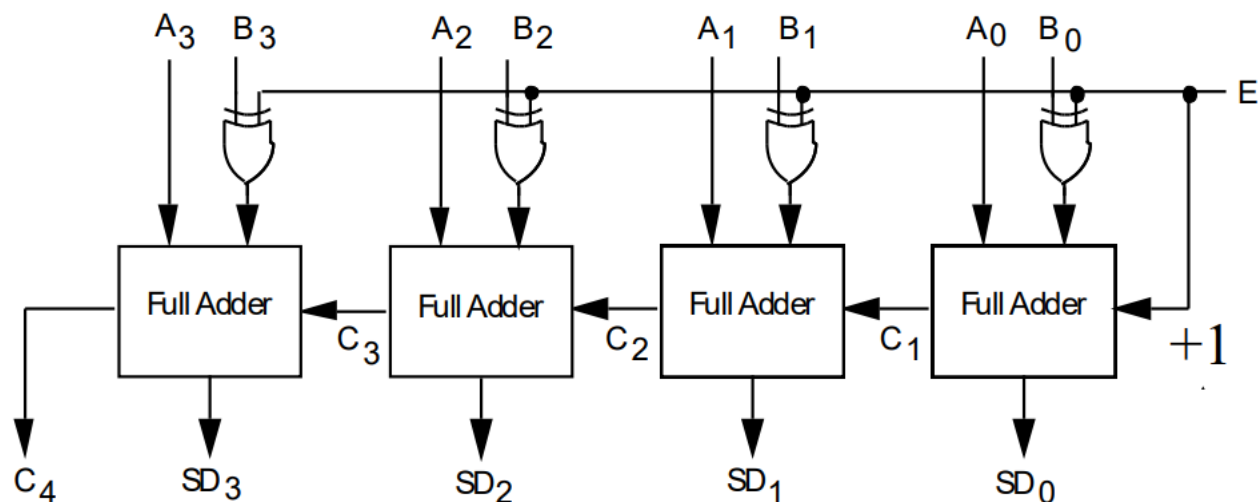 A3 B3 A2 B2 A1 B1 A0 B0
E
Full Adder Full Adder Full Adder Full Adder
C3 C2 C1 +1
C4 SD3 SD2 SD1 SD0